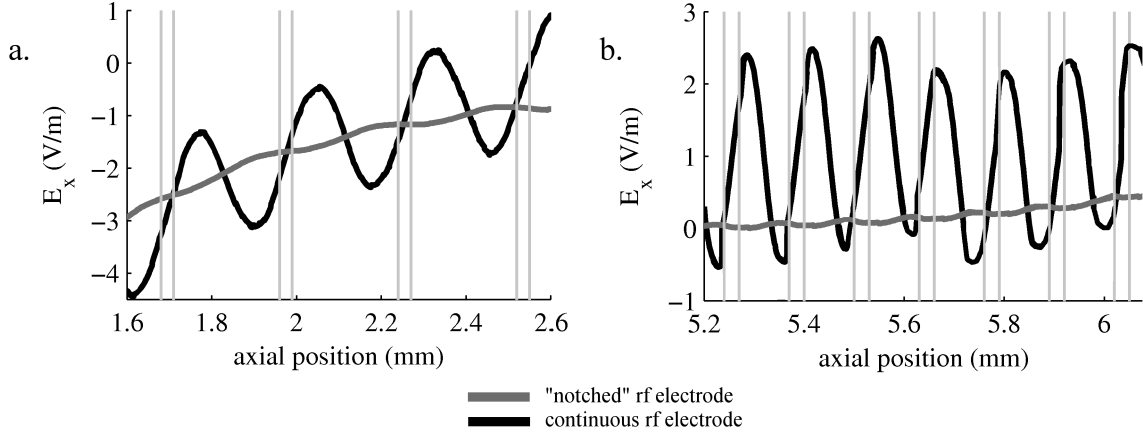 a.
E_x (V/m)
1
0
−1
−2
−3
−4
1.6 1.8 2 2.2 2.4 2.6
axial position (mm)
b.
E_x (V/m)
3
2
1
0
−1
5.2 5.4 5.6 5.8 6
axial position (mm)
"notched" rf electrode
continuous rf electrode